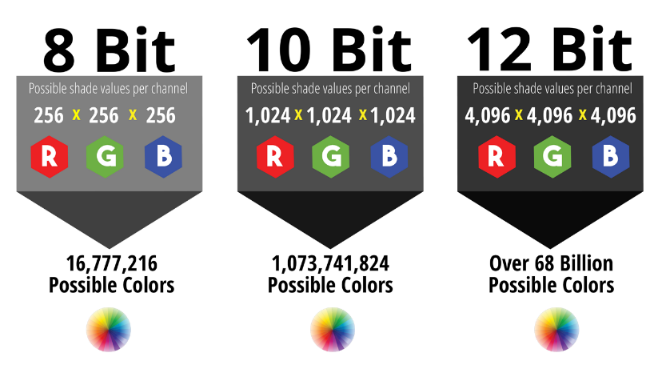 8 Bit
Possible shade values per channel
256 x 256 x 256
R G B
16,777,216
Possible Colors
10 Bit
Possible shade values per channel
1,024 x 1,024 x 1,024
R G B
1,073,741,824
Possible Colors
12 Bit
Possible shade values per channel
4,096 x 4,096 x 4,096
R G B
Over 68 Billion
Possible Colors